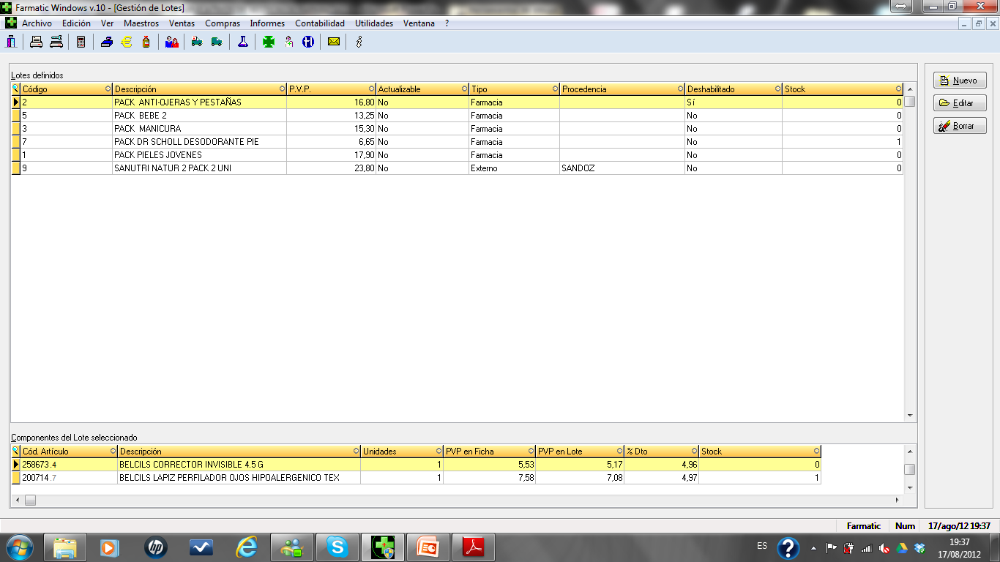 Farmatic Windows v.10 - [Gestión de Lotes]
Archivo Edición Ver Maestros Ventas Compras Informes Contabilidad Utilidades Ventana ?
Lotes definidos
Código Descripción P.V.P. Actualizable Tipo Procedencia Deshabilitado Stock
2 PACK ANTI-OJERAS Y PESTAÑAS 16,80 No Farmacia Sí 0
5 PACK BEBE 2 13,25 No Farmacia No 0
3 PACK MANICURA 15,30 No Farmacia No 0
7 PACK DR SCHOLL DESODORANTE PIE 6,65 No Farmacia No 1
1 PACK PIELES JOVENES 17,90 No Farmacia No 0
9 SANUTRI NATUR 2 PACK 2 UNI 23,80 No Externo SANDOZ No 0
Nuevo
Editar
Borrar
Componentes del Lote seleccionado
Cód. Artículo Descripción Unidades PVP en Ficha PVP en Lote % Dto Stock
258673.4 BELCILS CORRECTOR INVISIBLE 4.5 G 1 5,53 5,17 4,96 0
200714.7 BELCILS LAPIZ PERFILADOR OJOS HIPOALERGENICO TEX 1 7,58 7,08 4,97 1
Farmatic Num 17/ago/12 19:37
hp
ES
19:37
17/08/2012